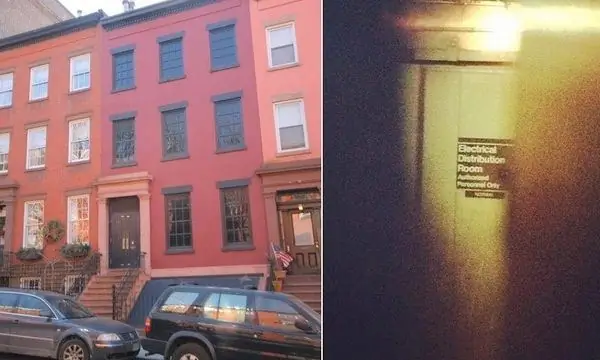 Electrical
Distribution
Room
Authorized
Personnel Only